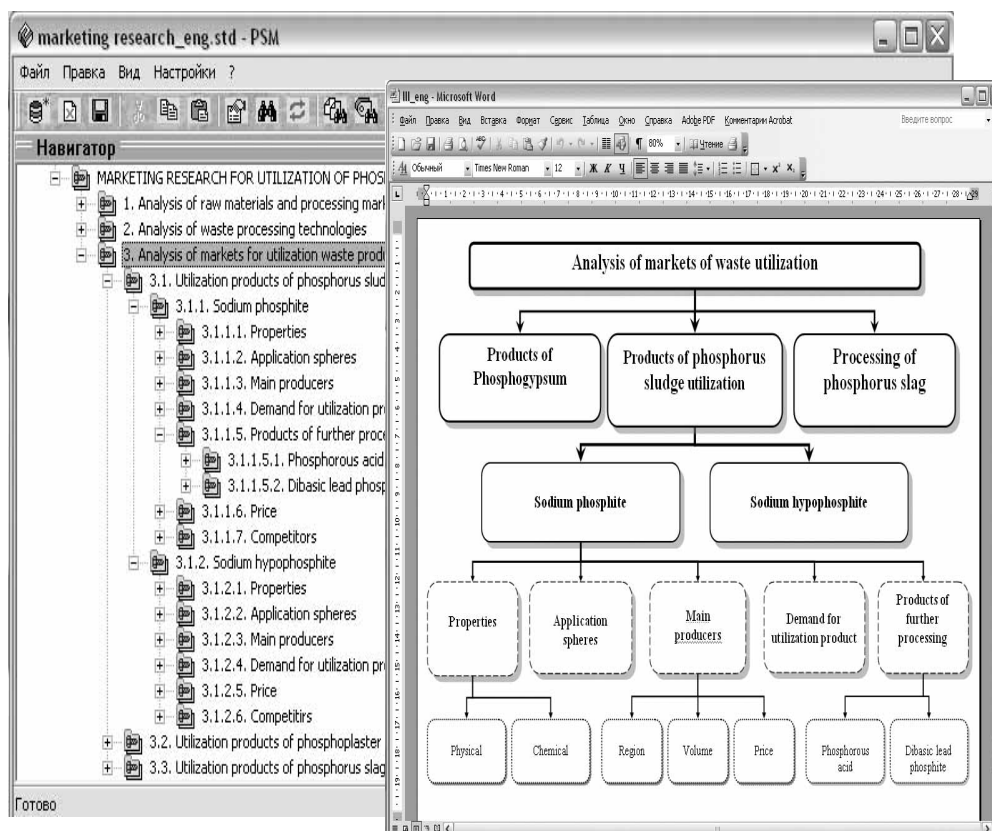 marketing research_eng.std - PSM
Файл Правка Вид Настройки ?
Навигатор
MARKETING RESEARCH FOR UTILIZATION OF PHOS
1. Analysis of raw materials and processing mar
2. Analysis of waste processing technologies
3. Analysis of markets for utilization waste produ
3.1. Utilization products of phosphorus slud
3.1.1. Sodium phosphite
3.1.1.1. Properties
3.1.1.2. Application spheres
3.1.1.3. Main producers
3.1.1.4. Demand for utilization pr
3.1.1.5. Products of further proce
3.1.1.5.1. Phosphorous acid
3.1.1.5.2. Dibasic lead phosp
3.1.1.6. Price
3.1.1.7. Competitors
3.1.2. Sodium hypophosphite
3.1.2.1. Properties
3.1.2.2. Application spheres
3.1.2.3. Main producers
3.1.2.4. Demand for utilization pr
3.1.2.5. Price
3.1.2.6. Competitirs
3.2. Utilization products of phosphoplaster
3.3. Utilization products of phosphorus slag
Готово
III_eng - Microsoft Word
Файл Правка Вид Вставка Формат Сервис Таблица Окно Справка Adobe PDF Комментарии Acrobat
Введите вопрос
80% Чтение
Обычный Times New Roman 12 Ж К Ч
Analysis of markets of waste utilization
Products of
Phosphogypsum
Products of phosphorus
sludge utilization
Processing of
phosphorus slag
Sodium phosphite
Sodium hypophosphite
Properties
Application
spheres
Main
producers
Demand for
utilization product
Products of
further
processing
Physical
Chemical
Region
Volume
Price
Phosphorous
acid
Dibasic lead
phosphite